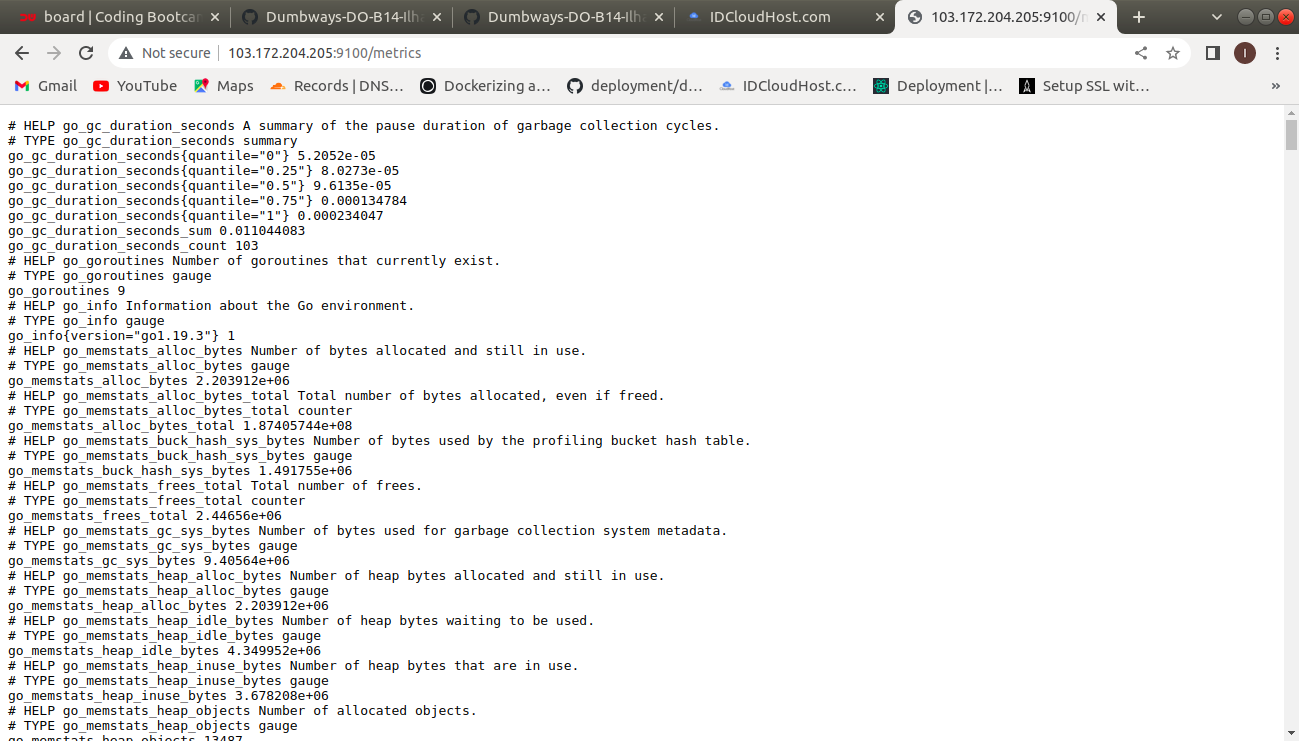 board | Coding Bootcar
Dumbways-DO-B14-Ilha
Dumbways-DO-B14-Ilh
IDCloudHost.com
103.172.204.205:9100/n
Not secure
103.172.204.205:9100/metrics
I
Gmail
YouTube
Maps
Records | DNS...
Dockerizing a...
deployment/d...
IDCloudHost.c...
Deployment |...
Setup SSL wit...
»
# HELP go_gc_duration_seconds A summary of the pause duration of garbage collection cycles.
# TYPE go_gc_duration_seconds summary
go_gc_duration_seconds{quantile="0"} 5.2052e-05
go_gc_duration_seconds{quantile="0.25"} 8.0273e-05
go_gc_duration_seconds{quantile="0.5"} 9.6135e-05
go_gc_duration_seconds{quantile="0.75"} 0.000134784
go_gc_duration_seconds{quantile="1"} 0.000234047
go_gc_duration_seconds_sum 0.011044083
go_gc_duration_seconds_count 103
# HELP go_goroutines Number of goroutines that currently exist.
# TYPE go_goroutines gauge
go_goroutines 9
# HELP go_info Information about the Go environment.
# TYPE go_info gauge
go_info{version="go1.19.3"} 1
# HELP go_memstats_alloc_bytes Number of bytes allocated and still in use.
# TYPE go_memstats_alloc_bytes gauge
go_memstats_alloc_bytes 2.203912e+06
# HELP go_memstats_alloc_bytes_total Total number of bytes allocated, even if freed.
# TYPE go_memstats_alloc_bytes_total counter
go_memstats_alloc_bytes_total 1.87405744e+08
# HELP go_memstats_buck_hash_sys_bytes Number of bytes used by the profiling bucket hash table.
# TYPE go_memstats_buck_hash_sys_bytes gauge
go_memstats_buck_hash_sys_bytes 1.491755e+06
# HELP go_memstats_frees_total Total number of frees.
# TYPE go_memstats_frees_total counter
go_memstats_frees_total 2.44656e+06
# HELP go_memstats_gc_sys_bytes Number of bytes used for garbage collection system metadata.
# TYPE go_memstats_gc_sys_bytes gauge
go_memstats_gc_sys_bytes 9.40564e+06
# HELP go_memstats_heap_alloc_bytes Number of heap bytes allocated and still in use.
# TYPE go_memstats_heap_alloc_bytes gauge
go_memstats_heap_alloc_bytes 2.203912e+06
# HELP go_memstats_heap_idle_bytes Number of heap bytes waiting to be used.
# TYPE go_memstats_heap_idle_bytes gauge
go_memstats_heap_idle_bytes 4.349952e+06
# HELP go_memstats_heap_inuse_bytes Number of heap bytes that are in use.
# TYPE go_memstats_heap_inuse_bytes gauge
go_memstats_heap_inuse_bytes 3.678208e+06
# HELP go_memstats_heap_objects Number of allocated objects.
# TYPE go_memstats_heap_objects gauge
go_memstats_heap_objects 13487